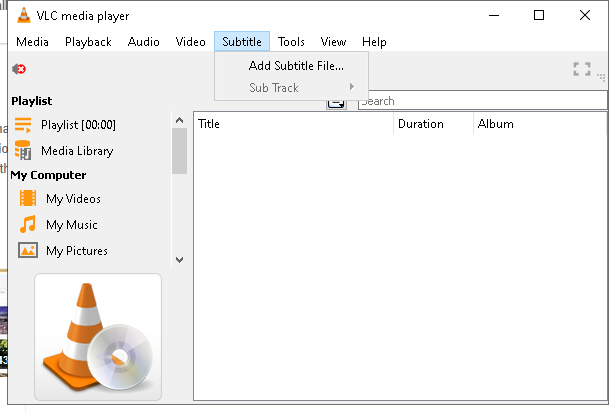 VLC media player
Media Playback Audio Video Subtitle Tools View Help
Add Subtitle File...
Sub Track
Playlist
Search
Playlist [00:00]
Media Library
My Computer
My Videos
My Music
My Pictures
Title Duration Album